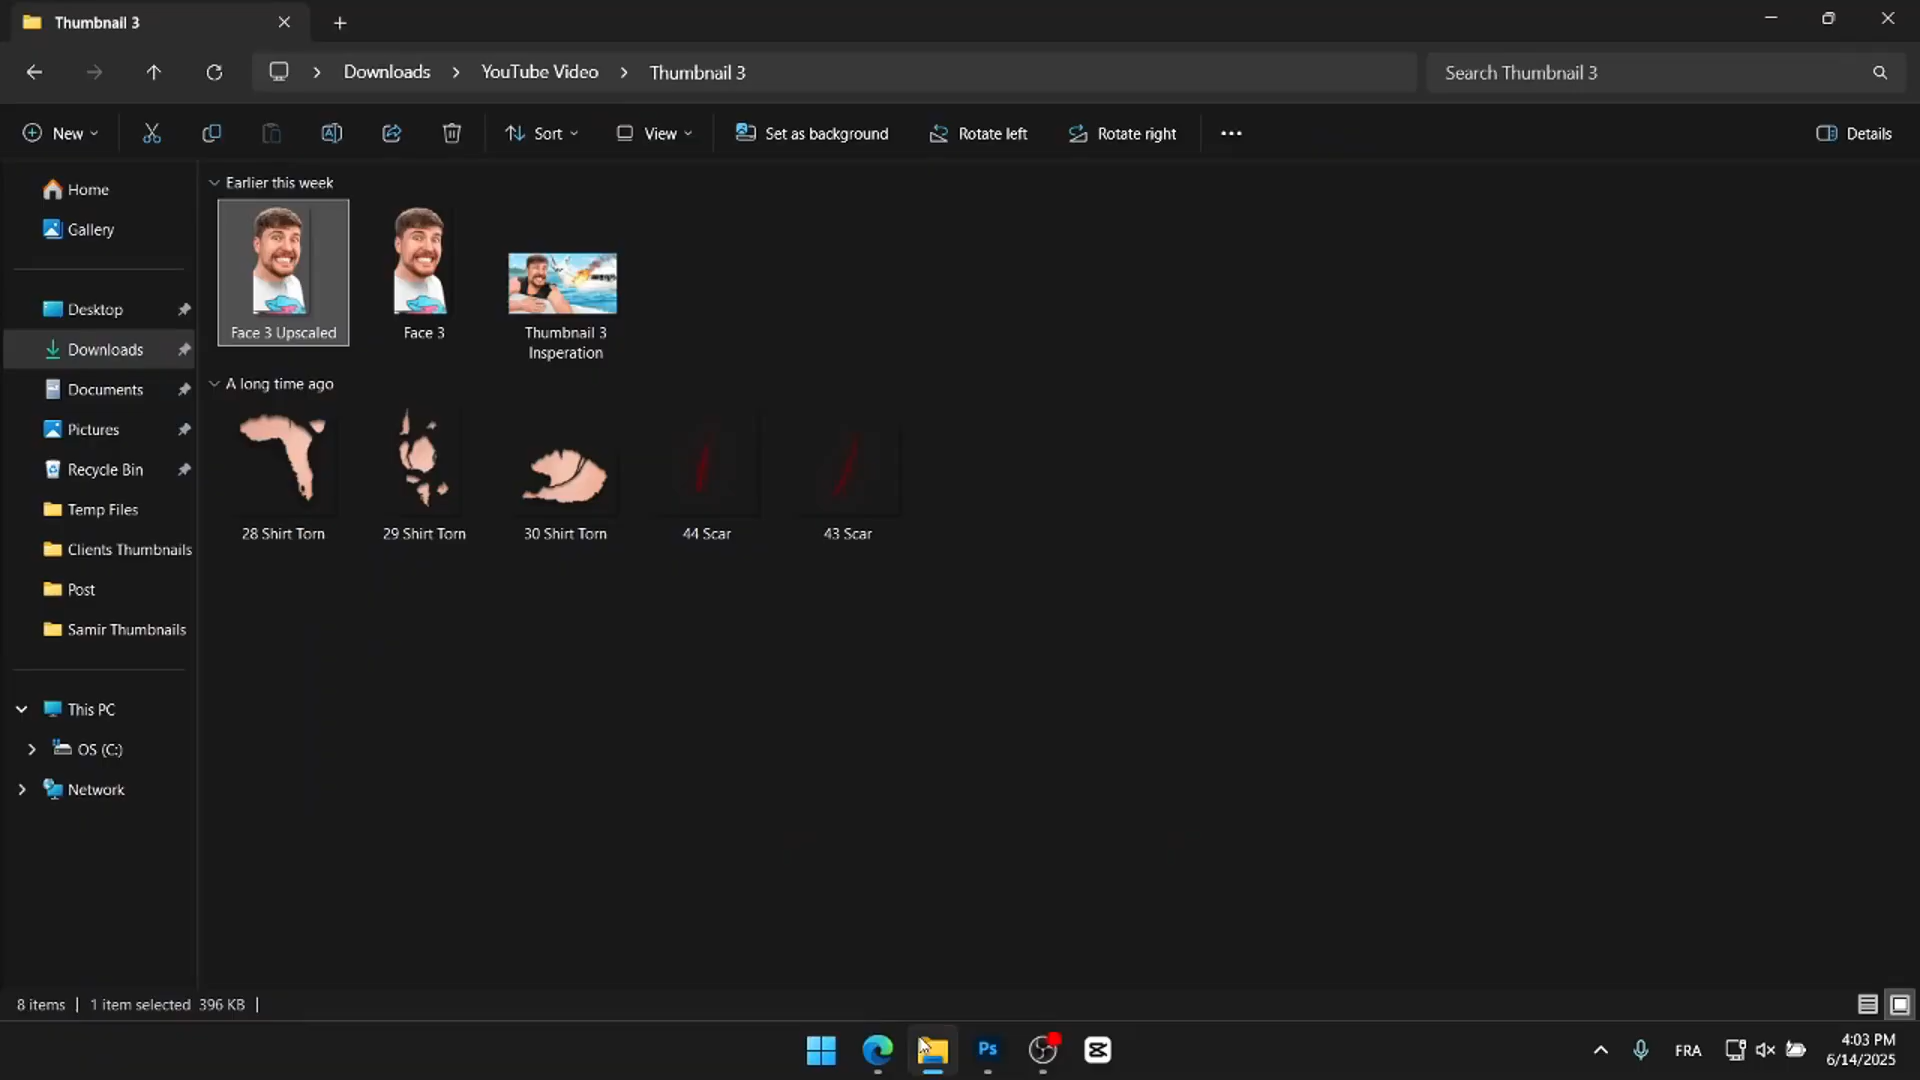 Thumbnail 3
Downloads
YouTube Video
Thumbnail 3
Search Thumbnail 3
New
Sort
View
Set as background
Rotate left
Rotate right
Details
Home
Gallery
Desktop
Downloads
Documents
Pictures
Recycle Bin
Temp Files
Clients Thumbnails
Post
Samir Thumbnails
This PC
OS (C:)
Network
Earlier this week
Face 3 Upscaled
Face 3
Thumbnail 3
Insperation
A long time ago
28 Shirt Torn
29 Shirt Torn
30 Shirt Torn
44 Scar
43 Scar
8 items
1 item selected 396 KB
Ps
FRA
4:03 PM
6/14/2025